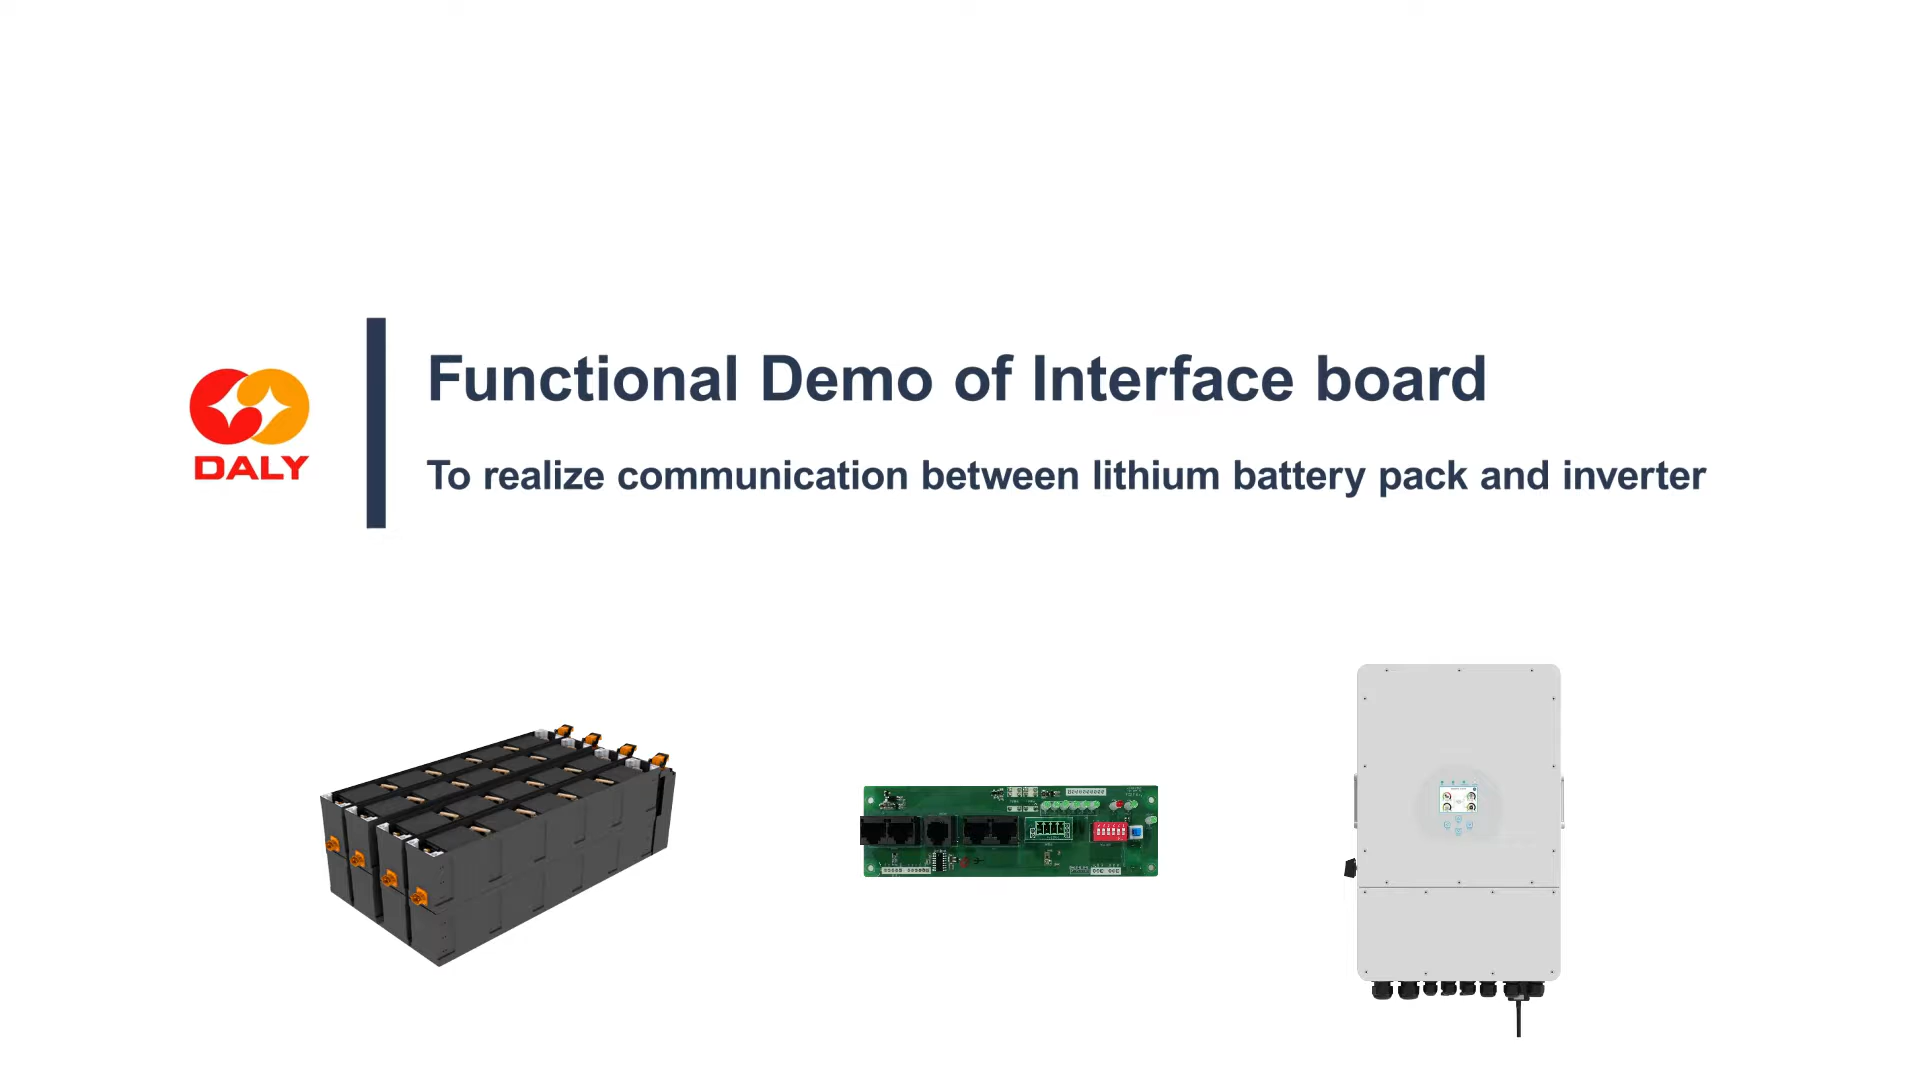 Functional Demo of Interface board
DALY
To realize communication between lithium battery pack and inverter